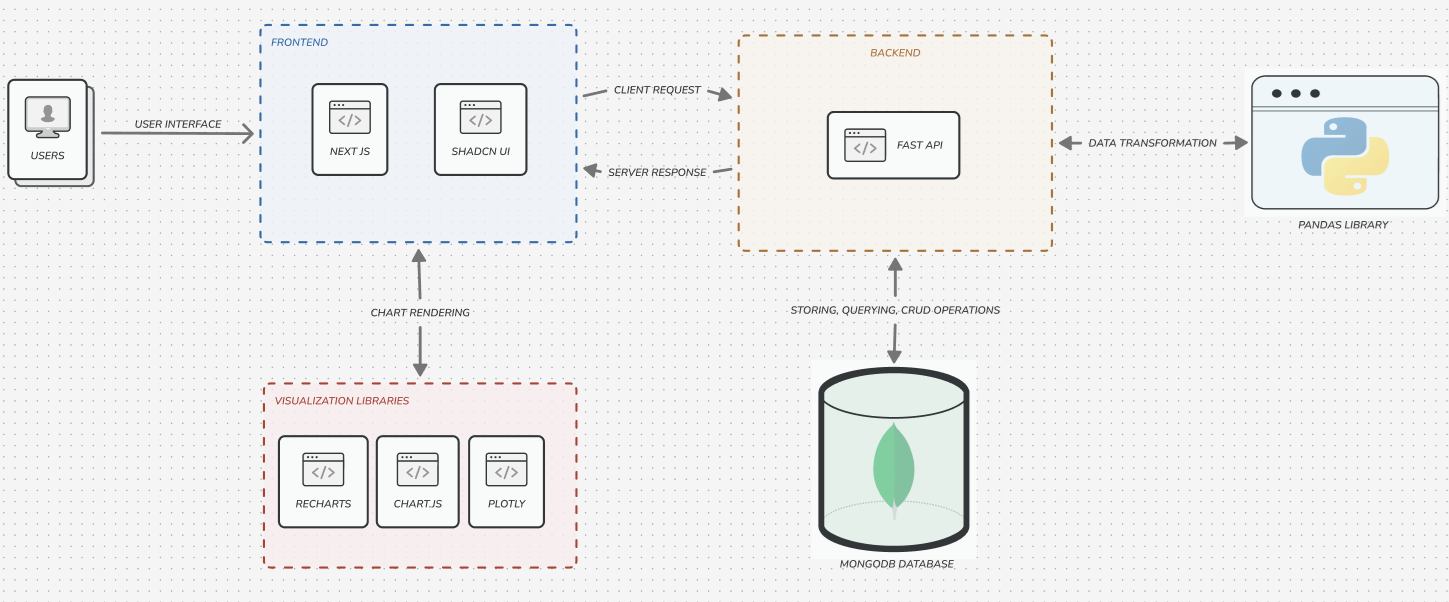 FRONTEND
BACKEND
CLIENT REQUEST
USER INTERFACE
USERS
NEXT JS
SHADCN UI
FAST API
DATA TRANSFORMATION
SERVER RESPONSE
PANDAS LIBRARY
CHART RENDERING
STORING, QUERYING, CRUD OPERATIONS
VISUALIZATION LIBRARIES
RECHARTS
CHART.JS
PLOTLY
MONGODB DATABASE